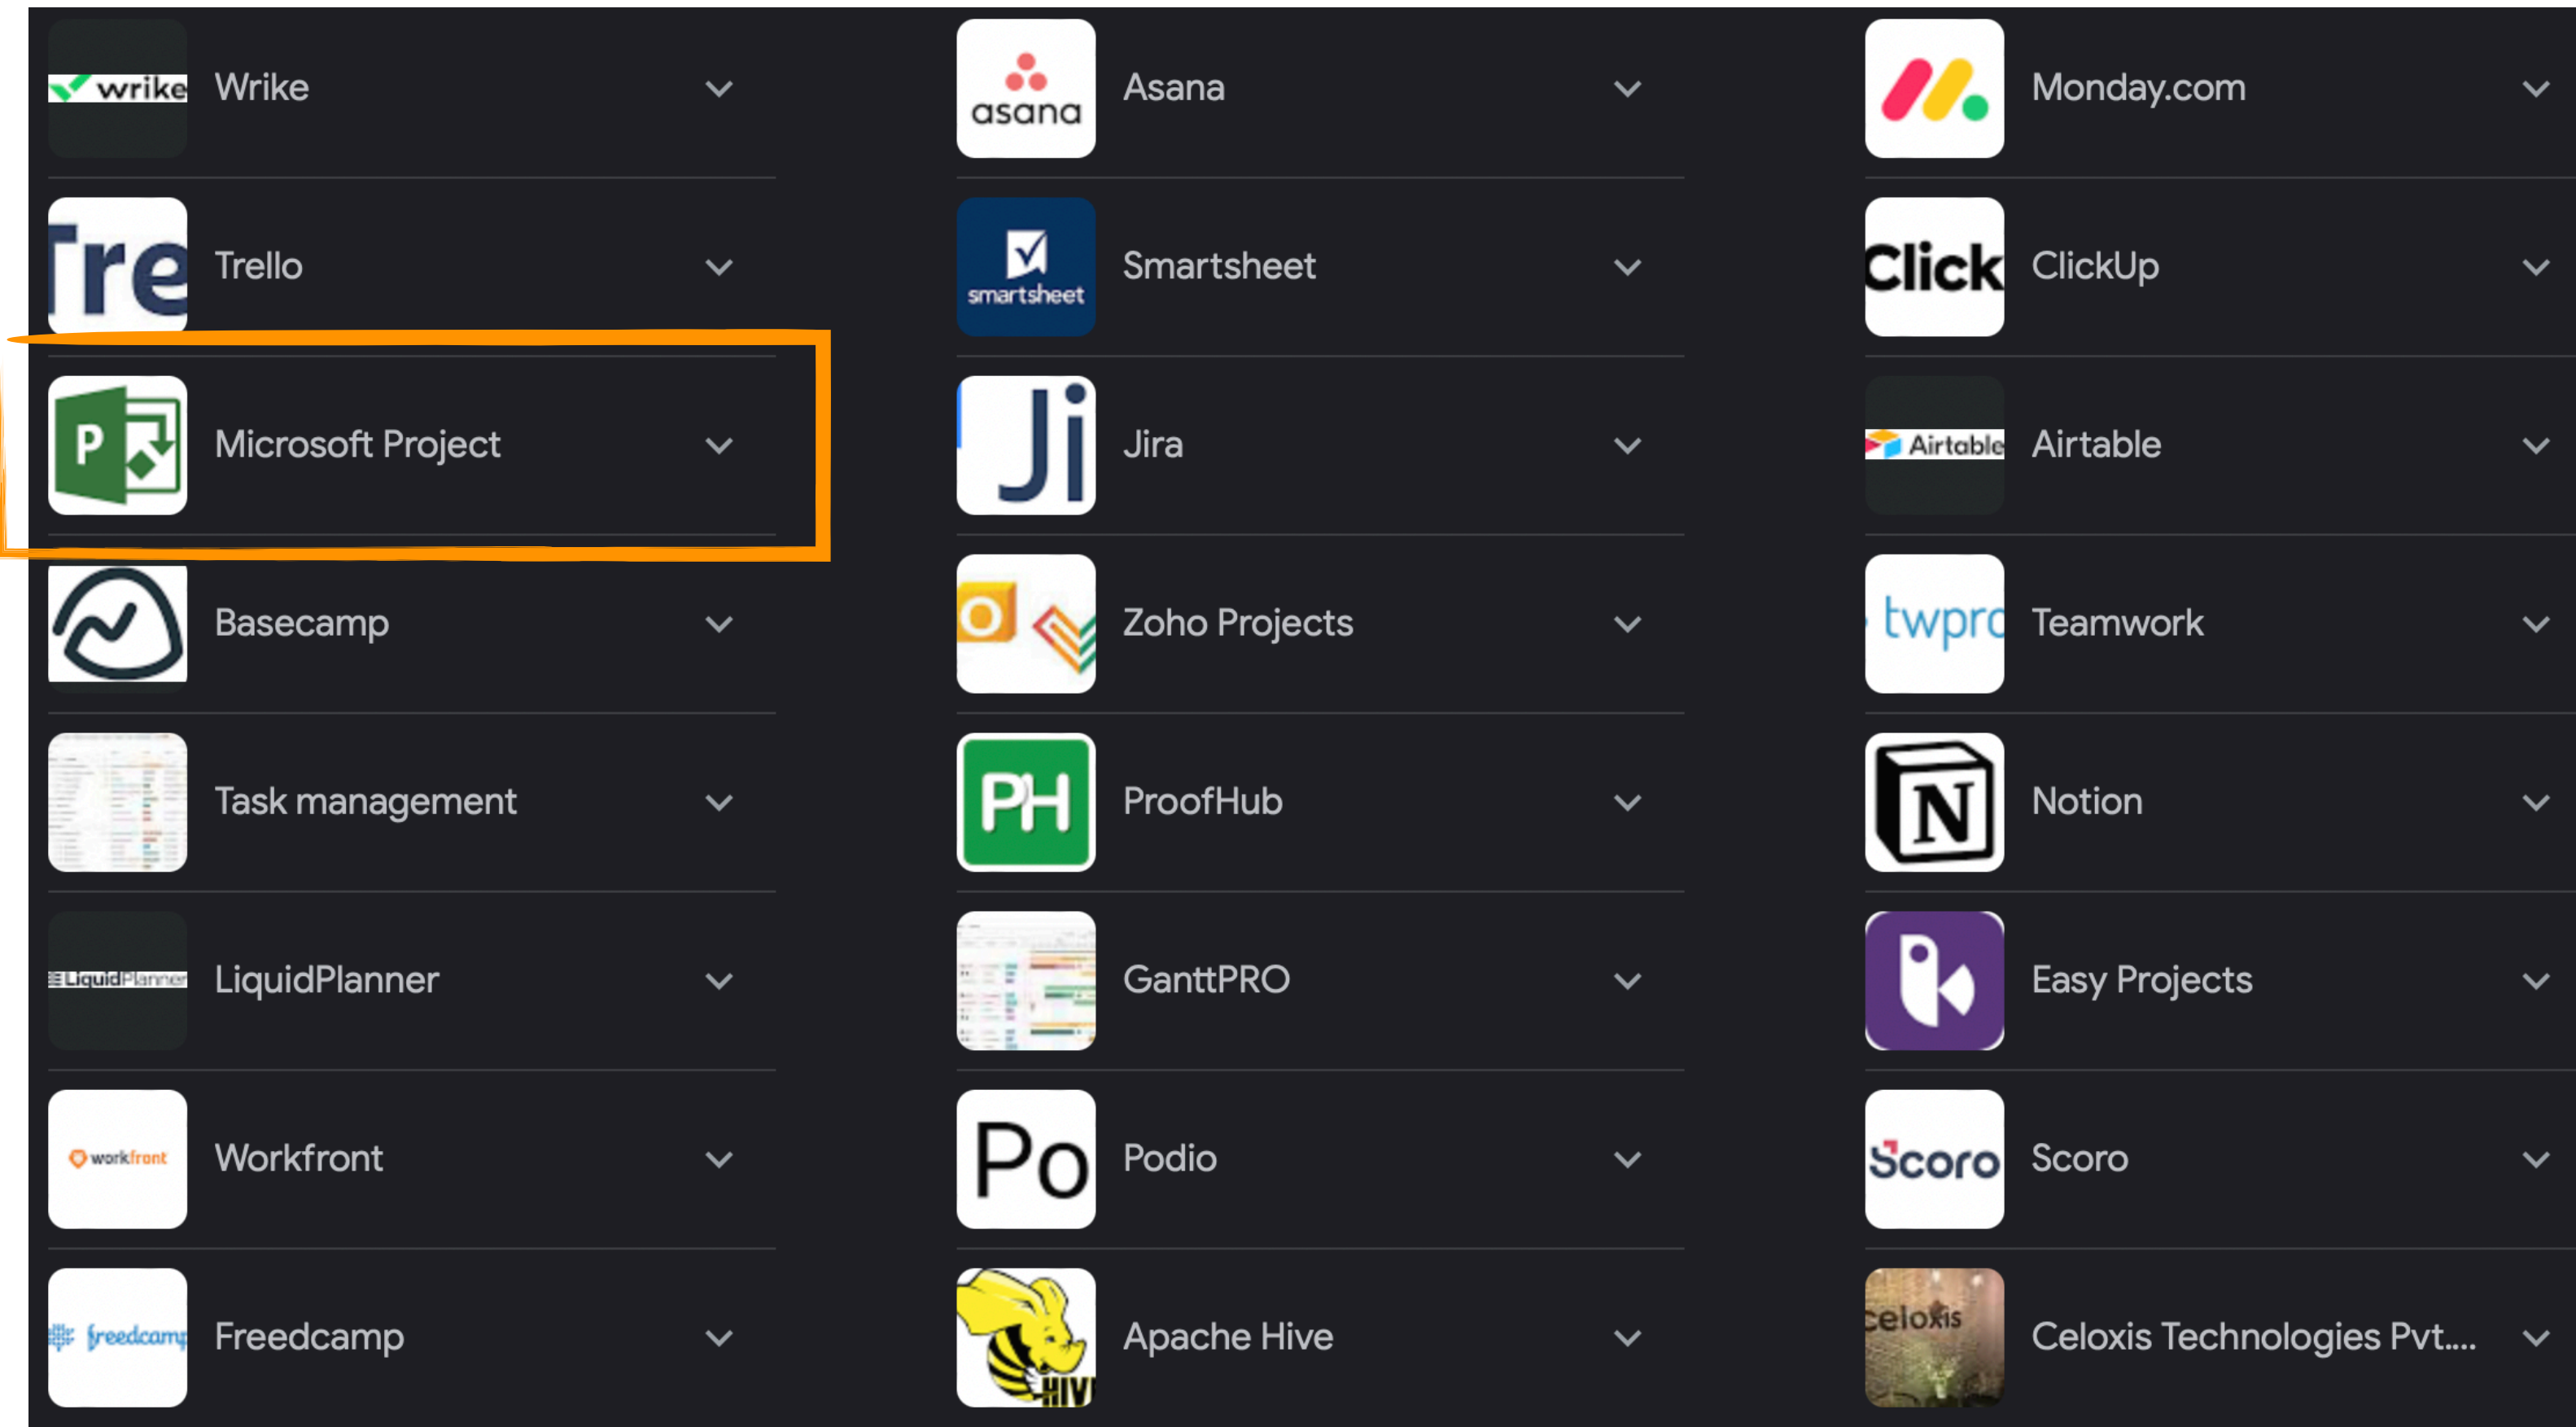 wrike Wrike
asana Asana
Monday.com
Tre Trello
smartsheet Smartsheet
Click ClickUp
P Microsoft Project
Ji Jira
Airtable Airtable
Basecamp
O Zoho Projects
twpro Teamwork
Task management
PH ProofHub
N Notion
LiquidPlanner LiquidPlanner
GanttPRO
Easy Projects
workfront Workfront
Po Podio
Scoro Scoro
freedcamp Freedcamp
HIV Apache Hive
celoxis Celoxis Technologies Pvt....